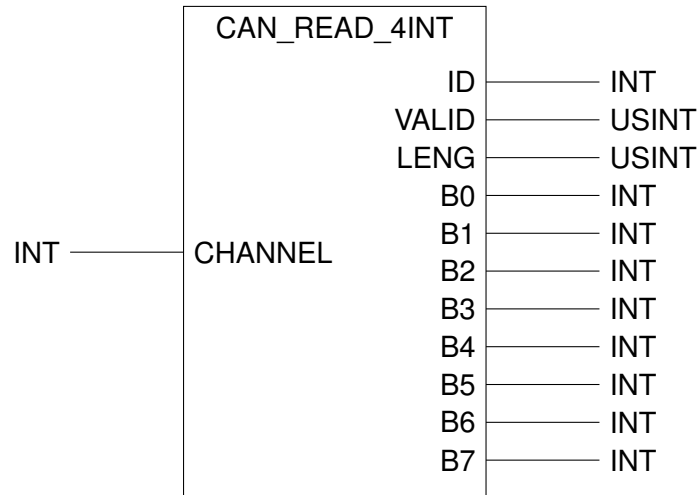 CAN_READ_4INT
ID INT
VALID USINT
LENG USINT
B0 INT
B1 INT
INT CHANNEL B2 INT
B3 INT
B4 INT
B5 INT
B6 INT
B7 INT